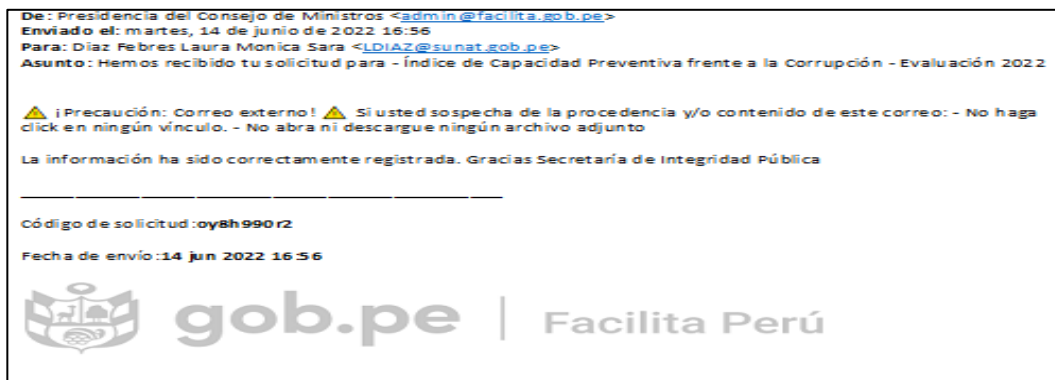 De: Presidencia del Consejo de Ministros <admin@facilita.gob.pe>
Enviado el: martes, 14 de junio de 2022 16:56
Para: Diaz Febres Laura Monica Sara <LDIAZ@sunat.gob.pe>
Asunto: Hemos recibido tu solicitud para - Índice de Capacidad Preventiva frente a la Corrupción - Evaluación 2022
¡Precaución: Correo externo! Si usted sospecha de la procedencia y/o contenido de este correo: - No haga
click en ningún vínculo. - No abra ni descargue ningún archivo adjunto
La información ha sido correctamente registrada. Gracias Secretaría de Integridad Pública
Código de solicitud:oy8h990r2
Fecha de envío:14 jun 2022 16:56
gob.pe | Facilita Perú